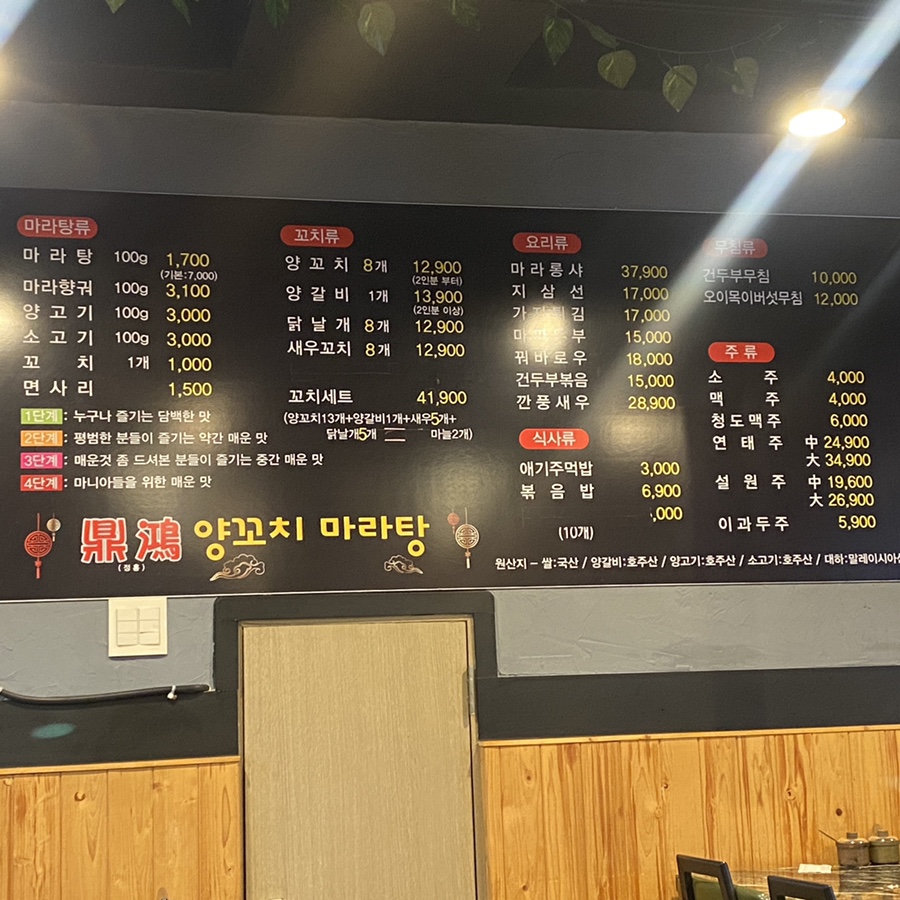 마라탕류
마라탕 100g 1,700
(기본:7,000)
마라향궈 100g 3,100
양고기 100g 3,000
소고기 100g 3,000
꼬치 1개 1,000
면사리 1,500
1단계 : 누구나 즐기는 담백한 맛
2단계 : 평범한 분들이 즐기는 약간 매운 맛
3단계 : 매운것 좀 드셔본 분들이 즐기는 중간 매운 맛
4단계 : 마니아들을 위한 매운 맛
鼎鴻 양꼬치 마라탕
(정홍)
꼬치류
양꼬치 8개 12,900
(2인분 부터)
양갈비 1개 13,900
(2인분 이상)
닭날개 8개 12,900
새우꼬치 8개 12,900
꼬치세트 41,900
(양꼬치13개+양갈비1개+새우5개+
닭날개5개 마늘2개)
요리류
마라롱샤 37,900
지삼선 17,000
17,000
15,000
꿔바로우 18,000
건두부볶음 15,000
깐풍새우 28,900
식사류
애기주먹밥 3,000
볶음밥 6,900
,000
(10개)
무침류
건두부무침 10,000
오이목이버섯무침 12,000
주류
소주 4,000
맥주 4,000
청도맥주 6,000
연태주 中 24,900
大 34,900
설원주 中 19,600
大 26,900
이과두주 5,900
원산지 – 쌀:국산 / 양갈비:호주산 / 양고기:호주산 / 소고기:호주산 / 대하:말레이시아